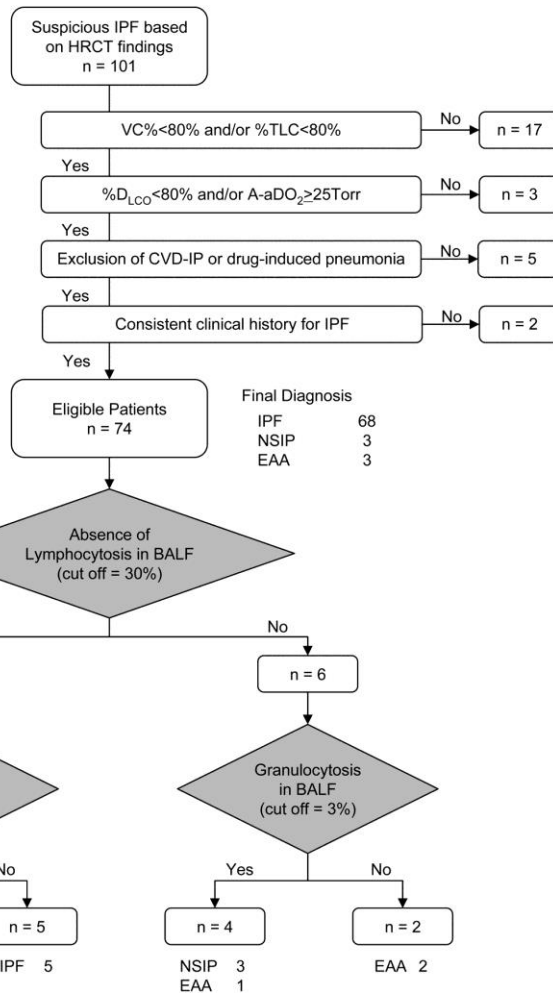 Suspicious IPF based
on HRCT findings
n = 101
VC%<80% and/or %TLC<80%
No
n = 17
Yes
%D_LCO<80% and/or A-aDO₂≥25Torr
No
n = 3
Yes
Exclusion of CVD-IP or drug-induced pneumonia
No
n = 5
Yes
Consistent clinical history for IPF
No
n = 2
Yes
Eligible Patients
n = 74
Final Diagnosis
IPF 68
NSIP 3
EAA 3
Absence of
Lymphocytosis in BALF
(cut off = 30%)
No
n = 6
Granulocytosis
in BALF
(cut off = 3%)
No
Yes
No
n = 5
n = 4
n = 2
IPF 5
NSIP 3
EAA 1
EAA 2